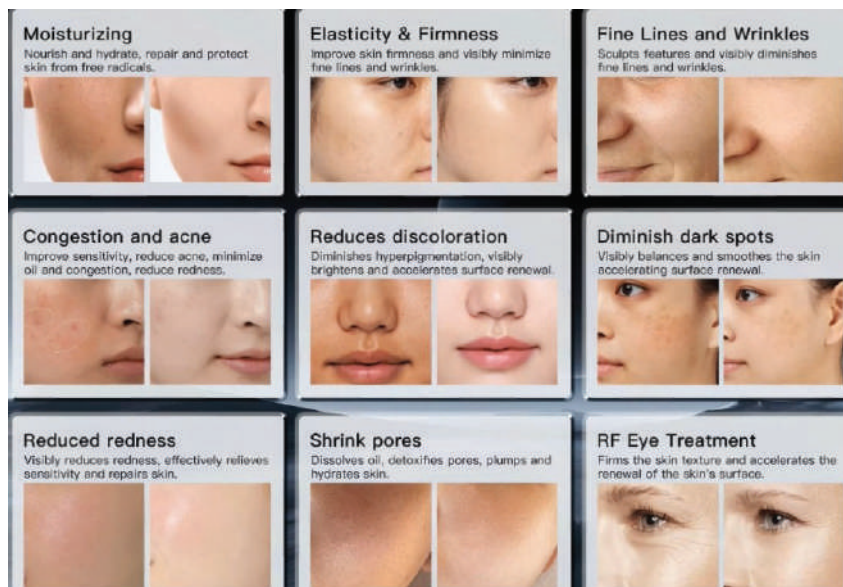 Moisturizing
Nourish and hydrate, repair and protect
skin from free radicals.
Elasticity & Firmness
Improve skin firmness and visibly minimize
fine lines and wrinkles.
Fine Lines and Wrinkles
Sculpts features and visibly diminishes
fine lines and wrinkles.
Congestion and acne
Improve sensitivity, reduce acne, minimize
oil and congestion, reduce redness.
Reduces discoloration
Diminishes hyperpigmentation, visibly
brightens and accelerates surface renewal.
Diminish dark spots
Visibly balances and smoothes the skin
accelerating surface renewal.
Reduced redness
Visibly reduces redness, effectively relieves
sensitivity and repairs skin.
Shrink pores
Dissolves oil, detoxifies pores, plumps and
hydrates skin.
RF Eye Treatment
Firms the skin texture and accelerates the
renewal of the skin's surface.